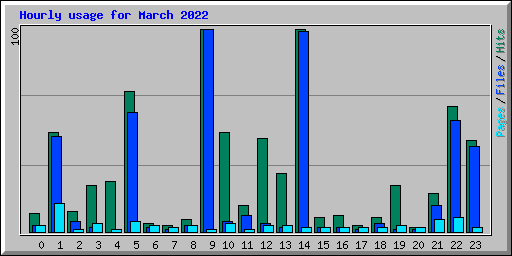 Hourly usage for March 2022
100
Pages/Files/Hits
0 1 2 3 4 5 6 7 8 9 10 11 12 13 14 15 16 17 18 19 20 21 22 23